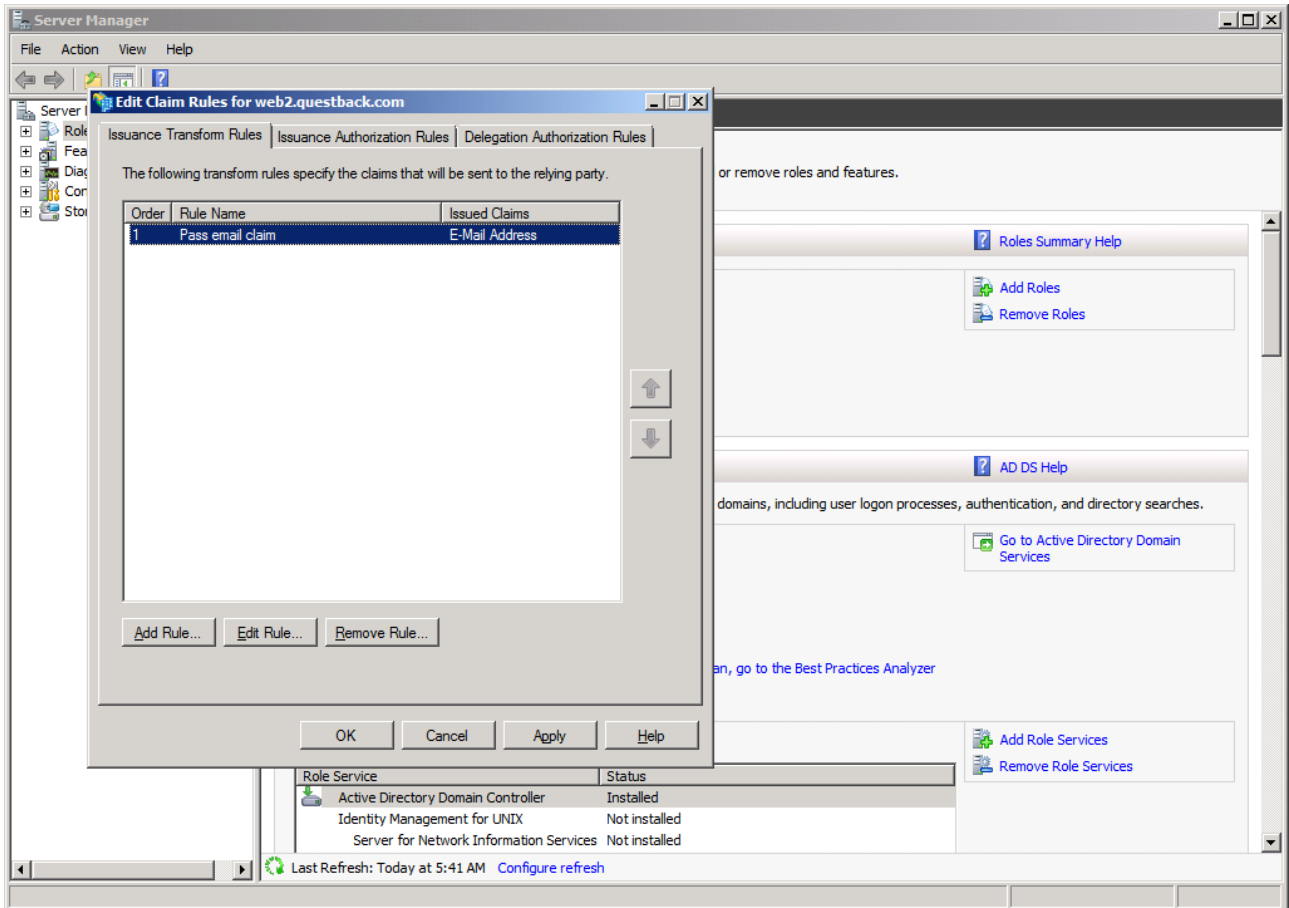 Server Manager
File Action View Help
Edit Claim Rules for web2.questback.com
Server
Role
Fea
Diag
Con
Stor
Issuance Transform Rules Issuance Authorization Rules Delegation Authorization Rules
The following transform rules specify the claims that will be sent to the relying party.
Order Rule Name Issued Claims
1 Pass email claim E-Mail Address
Add Rule... Edit Rule... Remove Rule...
OK Cancel Apply Help
or remove roles and features.
Roles Summary Help
Add Roles
Remove Roles
AD DS Help
domains, including user logon processes, authentication, and directory searches.
Go to Active Directory Domain
Services
an, go to the Best Practices Analyzer
Add Role Services
Remove Role Services
Role Service Status
Active Directory Domain Controller Installed
Identity Management for UNIX Not installed
Server for Network Information Services Not installed
Last Refresh: Today at 5:41 AM Configure refresh